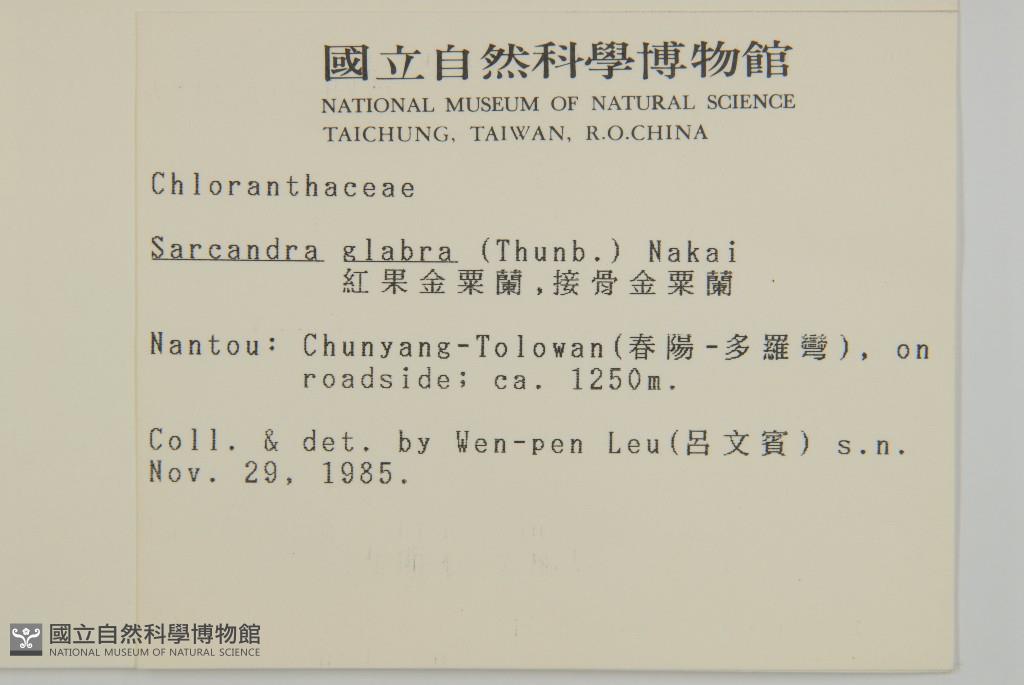 國立自然科學博物館
NATIONAL MUSEUM OF NATURAL SCIENCE
TAICHUNG, TAIWAN, R.O.CHINA
Chloranthaceae
Sarcandra glabra (Thunb.) Nakai
紅果金粟蘭,接骨金粟蘭
Nantou: Chunyang-Tolowan(春陽-多羅彎), on
roadside; ca. 1250m.
Coll. & det. by Wen-pen Leu(呂文賓) s.n.
Nov. 29, 1985.
國立自然科學博物館
NATIONAL MUSEUM OF NATURAL SCIENCE